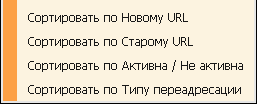 Сортировать по Новому URL
Сортировать по Старому URL
Сортировать по Активна / Не активна
Сортировать по Типу переадресации